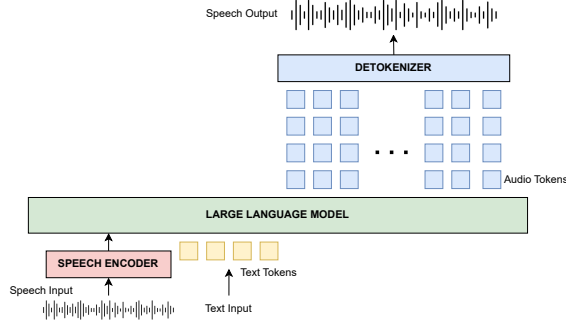 Speech Output
DETOKENIZER
. . .
Audio Tokens
LARGE LANGUAGE MODEL
SPEECH ENCODER
Text Tokens
Speech Input
Text Input